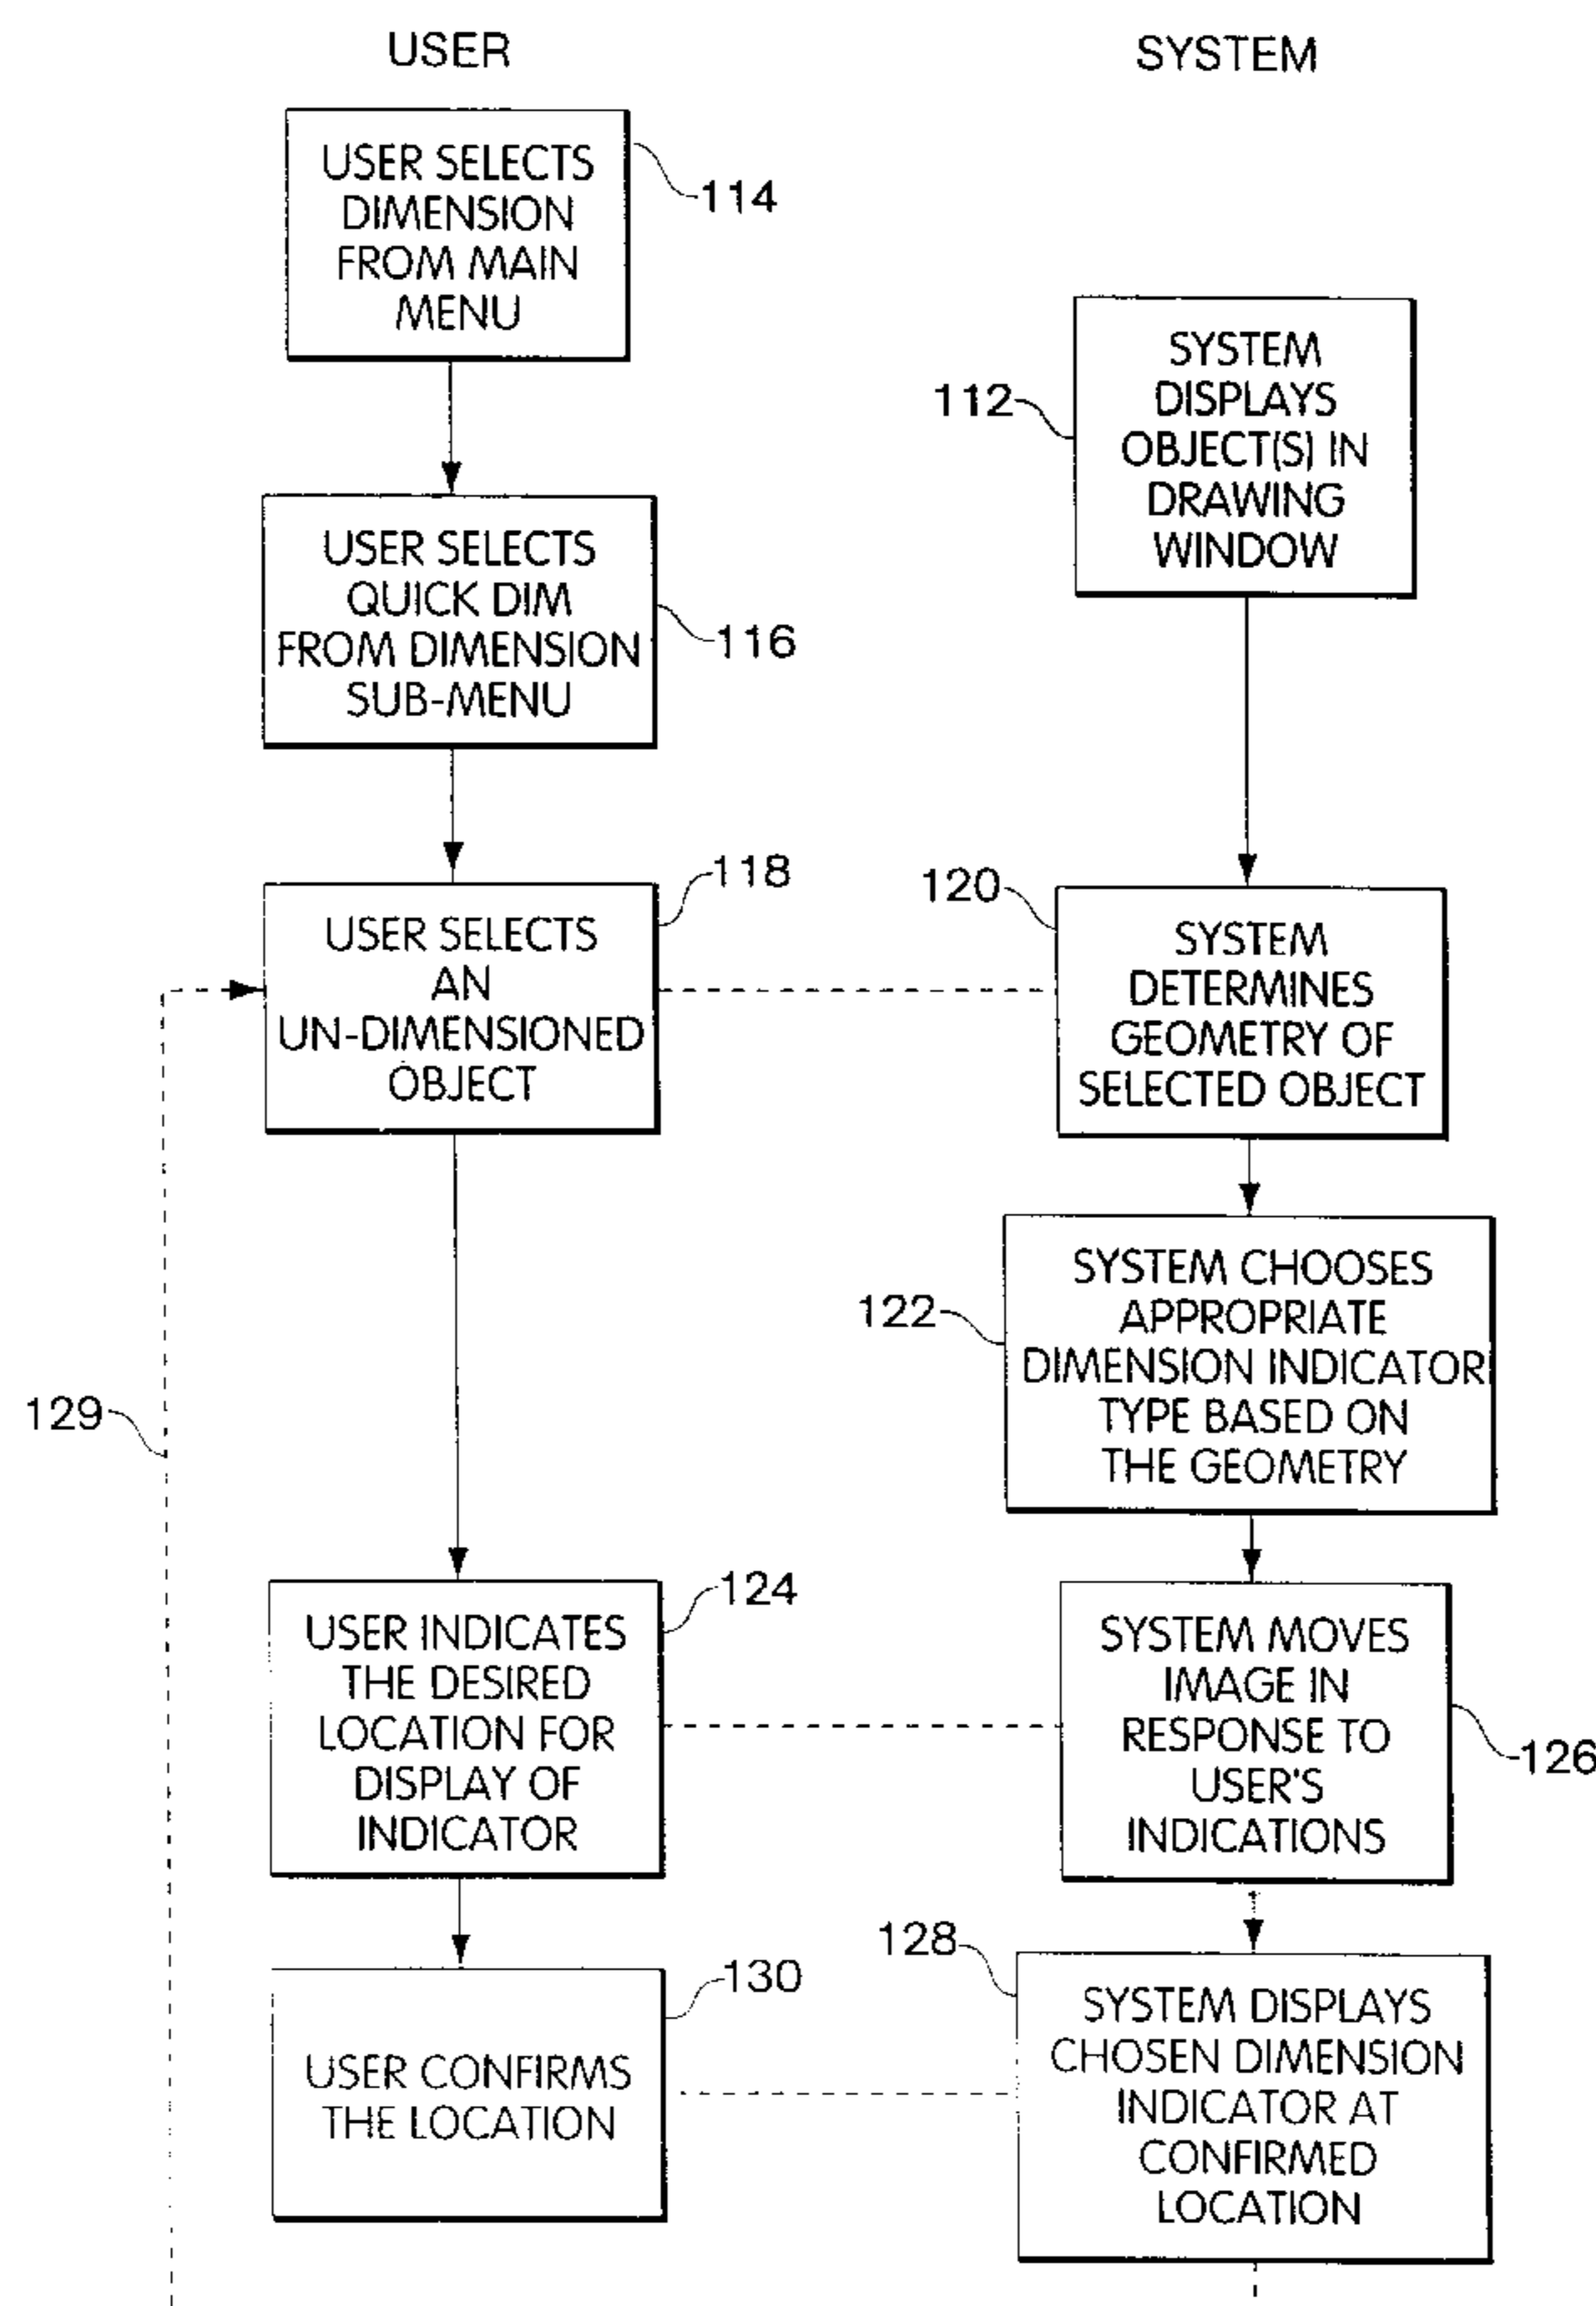 USER
SYSTEM
USER SELECTS
DIMENSION
FROM MAIN
MENU
114
SYSTEM
DISPLAYS
OBJECT(S) IN
DRAWING
WINDOW
112
USER SELECTS
QUICK DIM
FROM DIMENSION
SUB-MENU
116
USER SELECTS
AN
UN-DIMENSIONED
OBJECT
118
120
SYSTEM
DETERMINES
GEOMETRY OF
SELECTED OBJECT
122
SYSTEM CHOOSES
APPROPRIATE
DIMENSION INDICATOR
TYPE BASED ON
THE GEOMETRY
129
USER INDICATES
THE DESIRED
LOCATION FOR
DISPLAY OF
INDICATOR
124
SYSTEM MOVES
IMAGE IN
RESPONSE TO
USER'S
INDICATIONS
126
USER CONFIRMS
THE LOCATION
130
128
SYSTEM DISPLAYS
CHOSEN DIMENSION
INDICATOR AT
CONFIRMED
LOCATION